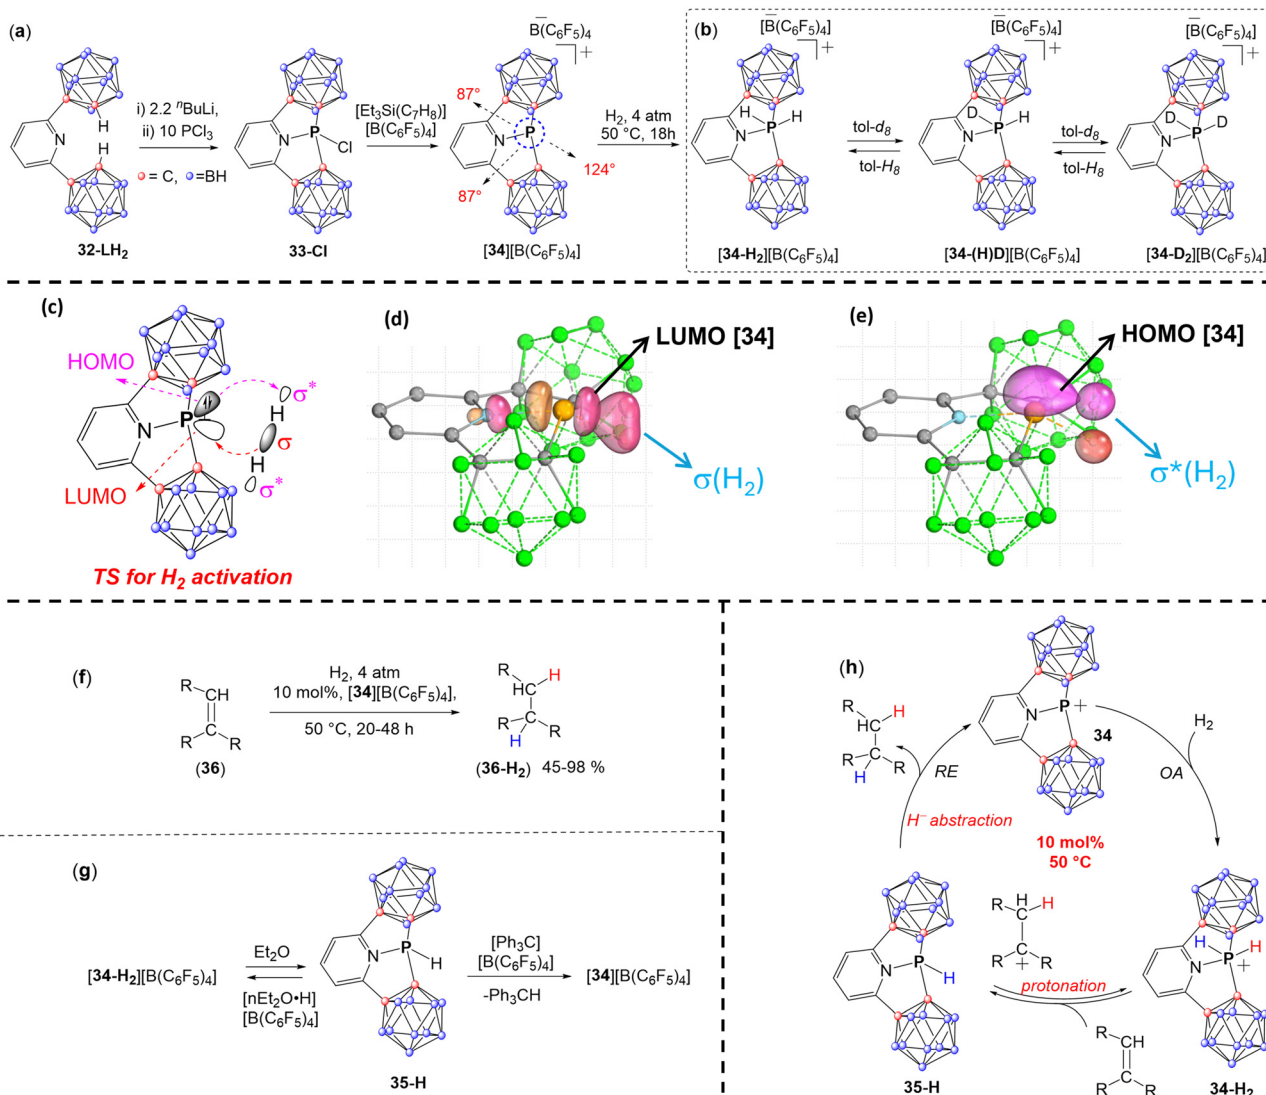 (a)
H
H
N
= C, =BH
32-LH2
i) 2.2 nBuLi,
ii) 10 PCl3
N
P
Cl
33-Cl
[Et3Si(C7H8)]
[B(C6F5)4]
B(C6F5)4
+
87°
N
P
124°
87°
[34][B(C6F5)4]
H2, 4 atm
50 °C, 18h
(b)
[B(C6F5)4]
+
H
N
P
H
[34-H2][B(C6F5)4]
tol-d8
tol-H8
[B(C6F5)4]
+
D
N
P
H
[34-(H)D][B(C6F5)4]
tol-d8
tol-H8
[B(C6F5)4]
+
D
N
P
D
[34-D2][B(C6F5)4]
(c)
HOMO
σ*
H
P
N
σ
H
σ*
LUMO
TS for H2 activation
(d)
LUMO [34]
σ(H2)
(e)
HOMO [34]
σ*(H2)
(f)
R
CH
C
R
R
(36)
H2, 4 atm
10 mol%, [34][B(C6F5)4],
50 °C, 20-48 h
R
H
CH
R
C
R
H
(36-H2) 45-98 %
(g)
[34-H2][B(C6F5)4]
Et2O
[nEt2O•H]
[B(C6F5)4]
N
P
H
35-H
[Ph3C]
[B(C6F5)4]
-Ph3CH
[34][B(C6F5)4]
(h)
R
H
CH
R
C
R
H
RE
H– abstraction
N
P
+
34
10 mol%
50 °C
H2
OA
N
P
H
35-H
R
CH
H
C
R
+
R
protonation
R
CH
C
R
R
H
H
N
P
+
34-H2